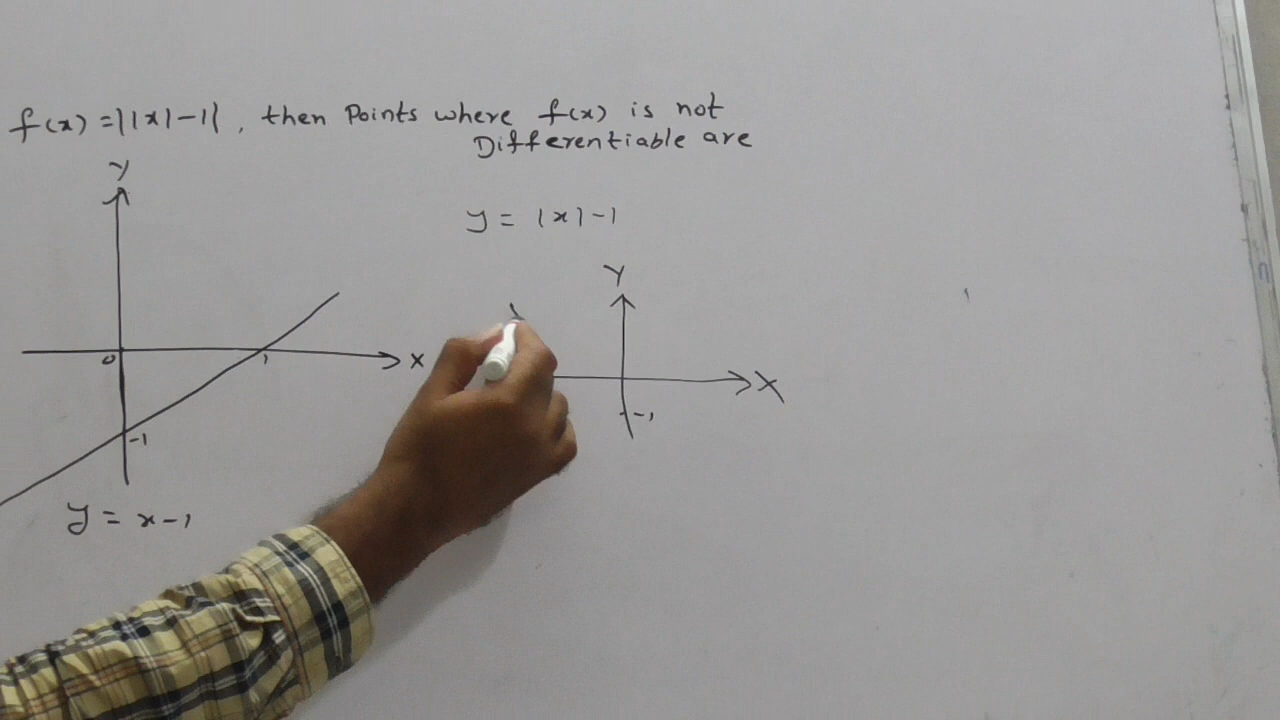 f(x) = ||x|-1|, then Points where f(x) is not
Differentiable are
Y
y = |x|-1
Y
0
1
X
X
-1
-1
y = x-1